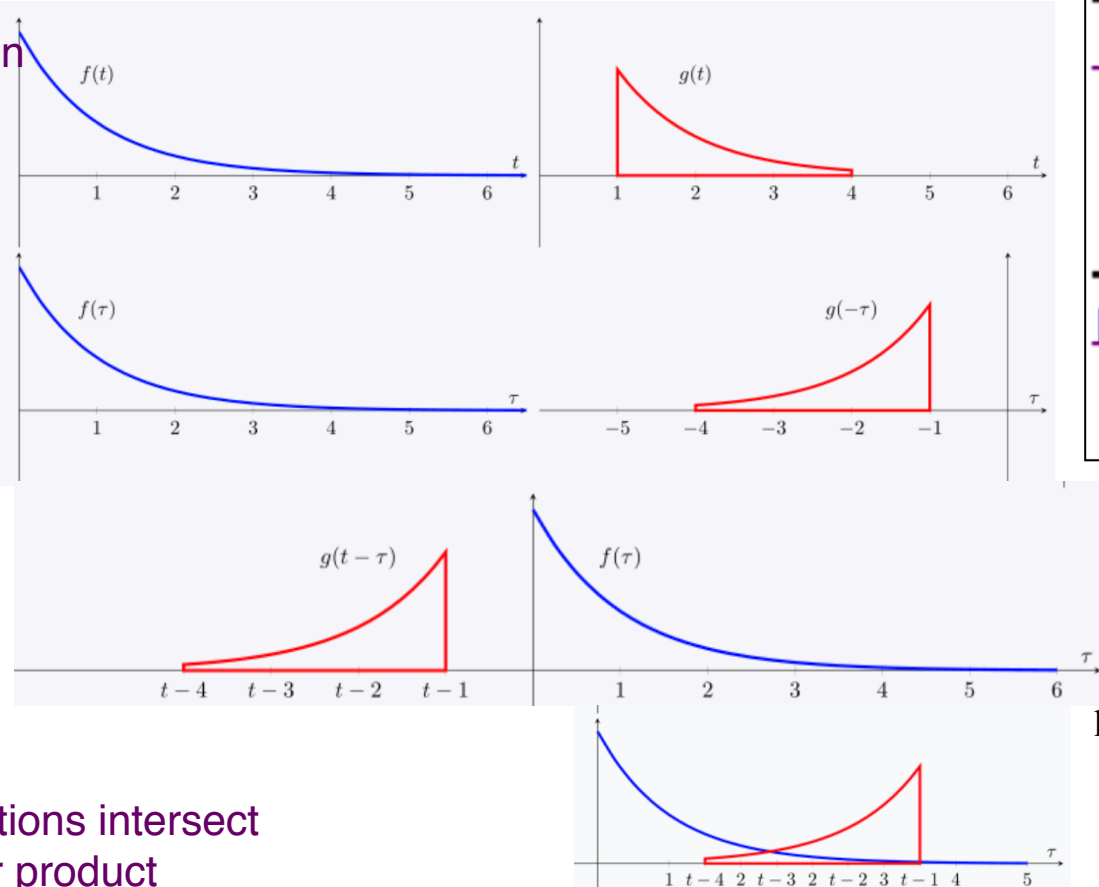 n
f(t)
g(t)
t
t
1 2 3 4 5 6
1 2 3 4 5 6
f(τ)
g(−τ)
τ
τ
1 2 3 4 5 6
−5 −4 −3 −2 −1
g(t − τ)
f(τ)
τ
t − 4 t − 3 t − 2 t − 1 1 2 3 4 5 6
tions intersect
r product
τ
1 t − 4 2 t − 3 2 2 t − 2 3 t − 1 4 5